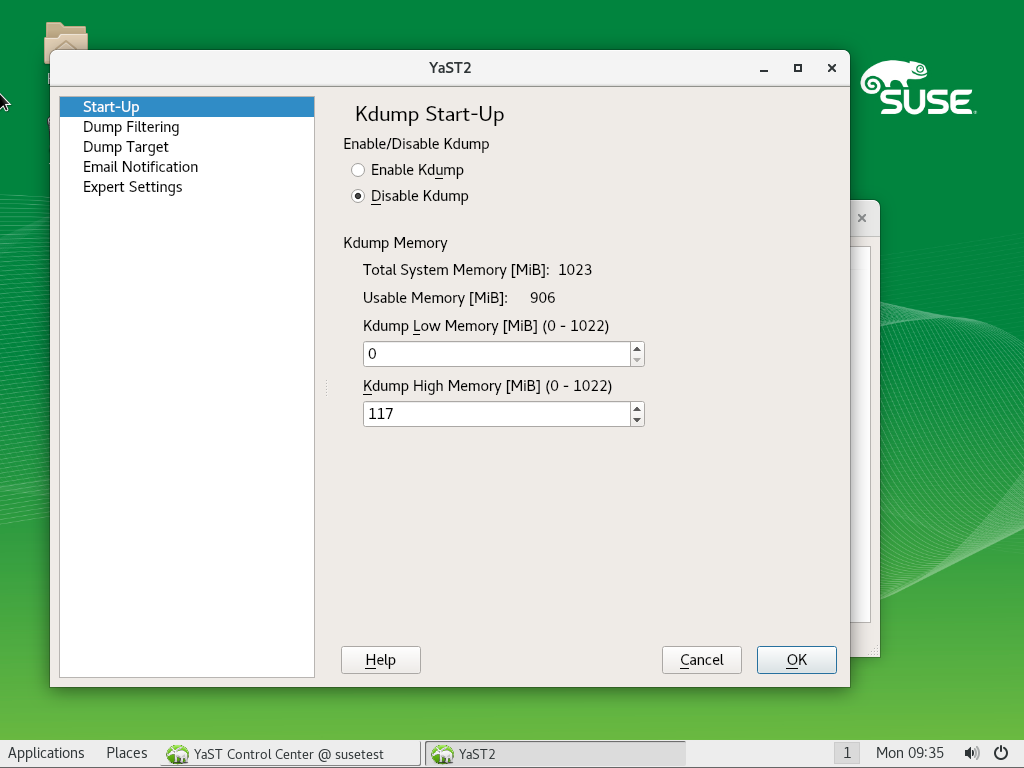 YaST2
SUSE
Start-Up
Dump Filtering
Dump Target
Email Notification
Expert Settings
Kdump Start-Up
Enable/Disable Kdump
Enable Kdump
Disable Kdump
Kdump Memory
Total System Memory [MiB]: 1023
Usable Memory [MiB]: 906
Kdump Low Memory [MiB] (0 - 1022)
0
Kdump High Memory [MiB] (0 - 1022)
117
Help
Cancel
OK
Applications
Places
YaST Control Center @ susetest
YaST2
1
Mon 09:35